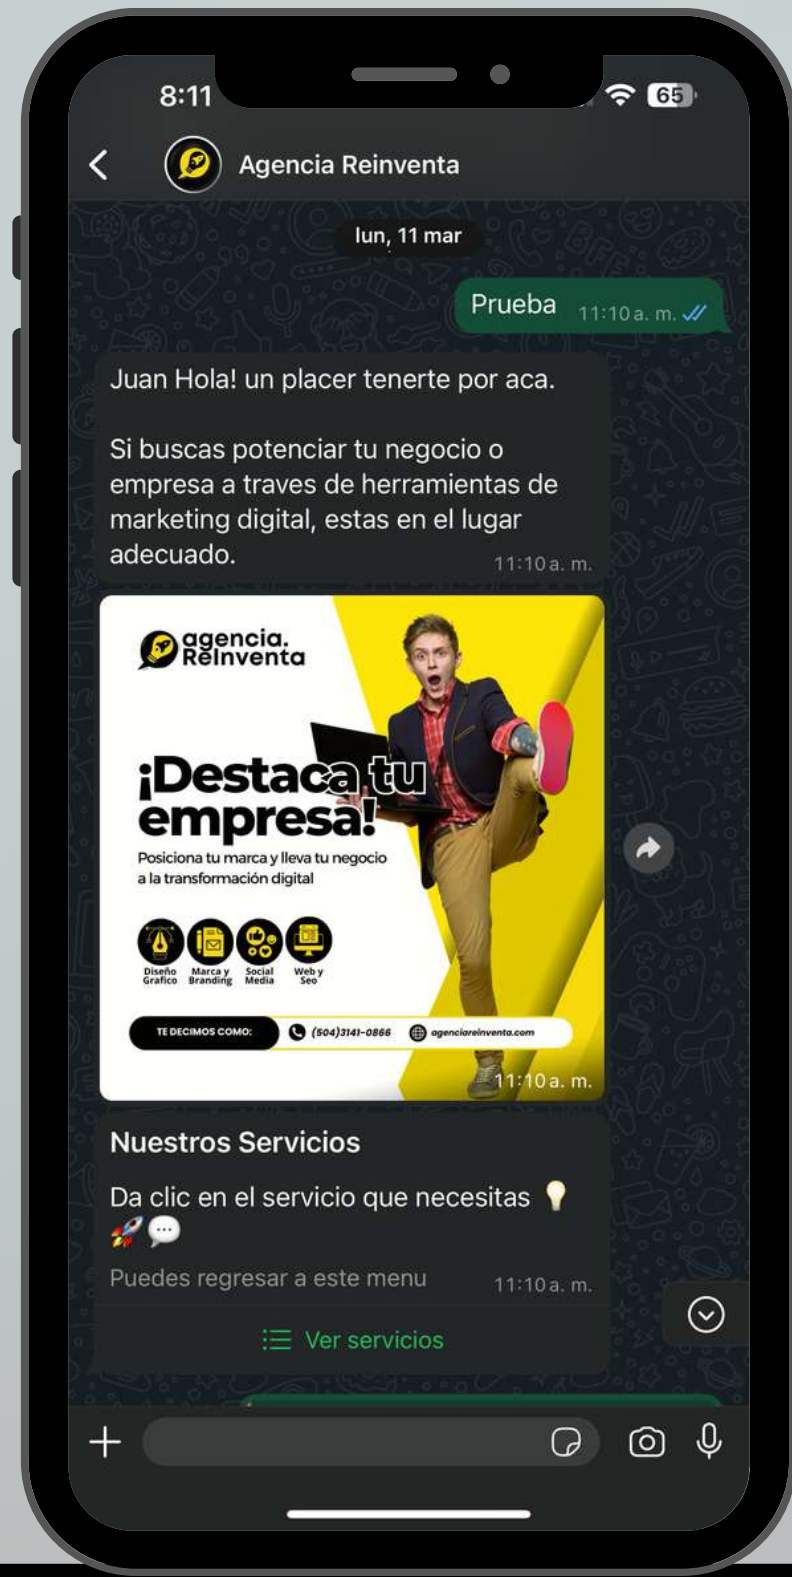 8:11
65
Agencia Reinventa
lun, 11 mar
Prueba 11:10 a. m.
Juan Hola! un placer tenerte por aca.
Si buscas potenciar tu negocio o
empresa a traves de herramientas de
marketing digital, estas en el lugar
adecuado. 11:10 a. m.
agencia.
ReInventa
¡Destaca tu
empresa!
Posiciona tu marca y lleva tu negocio
a la transformación digital
Diseño Grafico
Marca y Branding
Social Media
Web y Seo
TE DECIMOS COMO: (504)3141-0866 agenciareinventa.com
11:10 a. m.
Nuestros Servicios
Da clic en el servicio que necesitas 💡
🚀💬
Puedes regresar a este menu 11:10 a. m.
Ver servicios